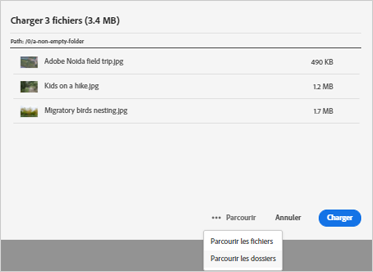 Charger 3 fichiers (3.4 MB)
Path: /0/a-non-empty-folder
Adobe Noida field trip.jpg 490 KB
Kids on a hike.jpg 1.2 MB
Migratory birds nesting.jpg 1.7 MB
••• Parcourir Annuler Charger
Parcourir les fichiers
Parcourir les dossiers